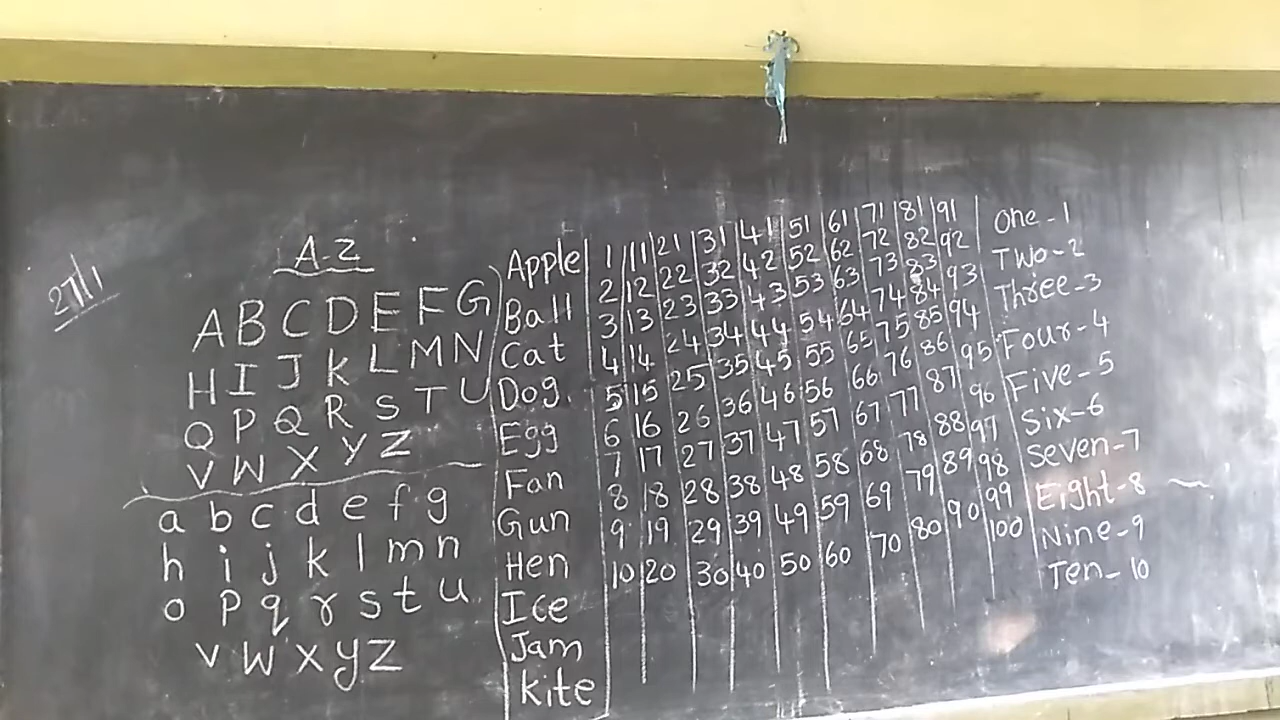 27/1
A-Z
A B C D E F G
H I J K L M N
Q P Q R S T U
V W X Y Z
a b c d e f g
h i j k l m n
o p q r s t u
v w x y z
Apple
Ball
Cat
Dog.
Egg
Fan
Gun
Hen
Ice
Jam
kite
1 11 21 31 41 51 61 71 81 91
2 12 22 32 42 52 62 72 82 92
3 13 23 33 43 53 63 73 83 93
4 14 24 34 44 54 64 74 84 94
5 15 25 35 45 55 65 75 85 95
6 16 26 36 46 56 66 76 86 96
7 17 27 37 47 57 67 77 87 97
8 18 28 38 48 58 68 78 88 98
9 19 29 39 49 59 69 79 89 99
10 20 30 40 50 60 70 80 90 100
One-1
Two-2
Three-3
Four-4
Five-5
Six-6
Seven-7
Eight-8
Nine-9
Ten-10